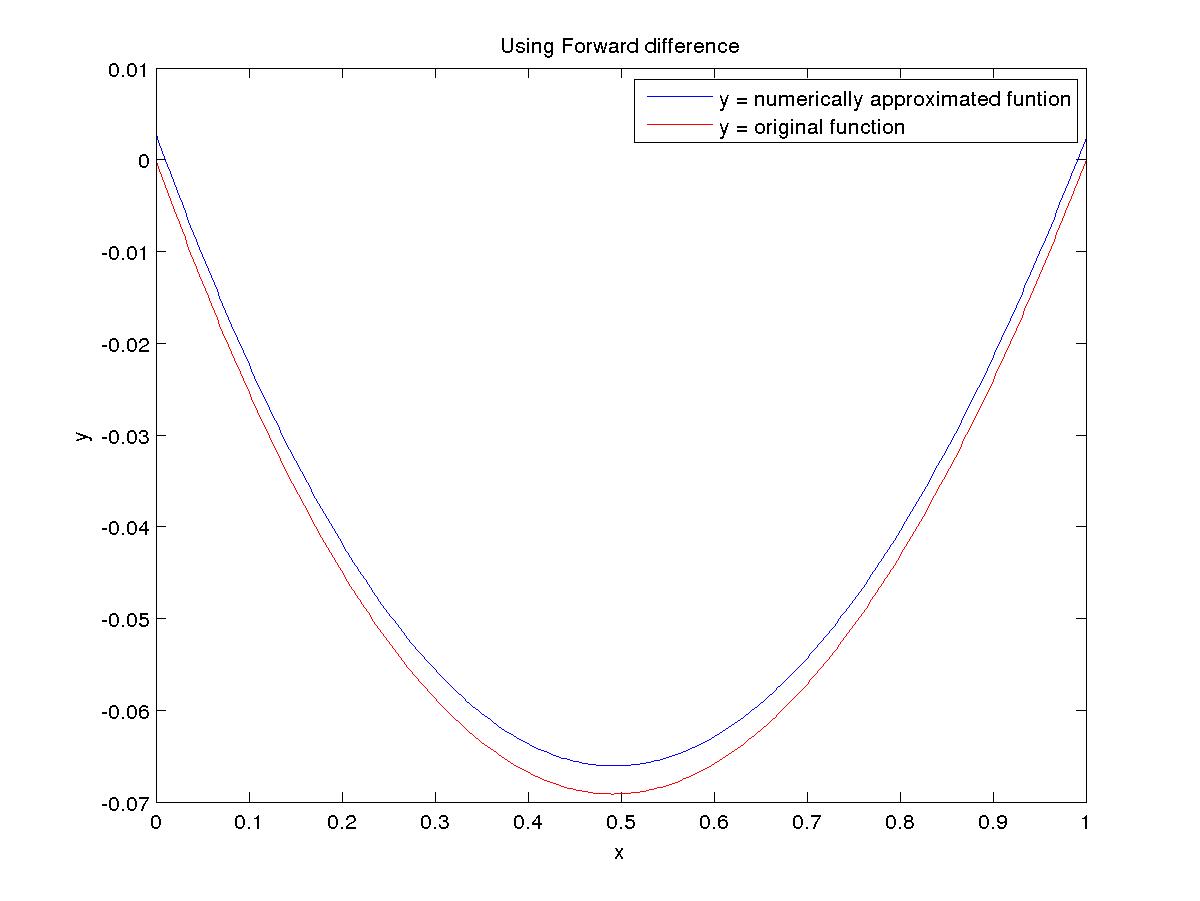 Using Forward difference
y = numerically approximated funtion
y = original function
0.01
0
-0.01
-0.02
-0.03
-0.04
-0.05
-0.06
-0.07
y
0 0.1 0.2 0.3 0.4 0.5 0.6 0.7 0.8 0.9 1
x